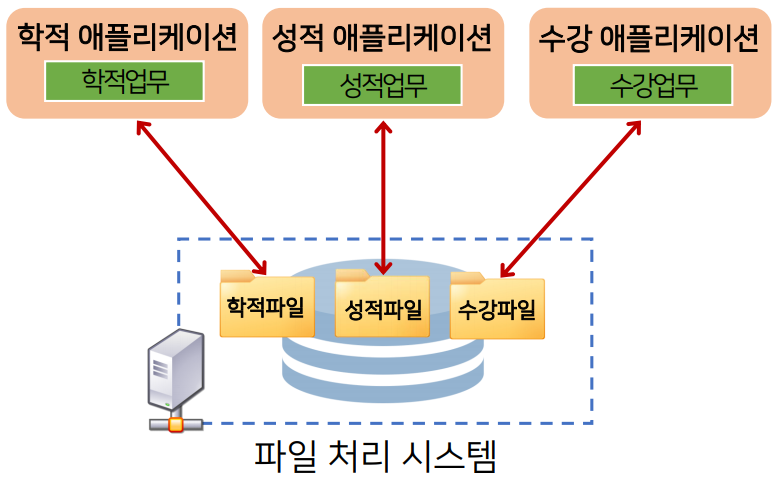 학적 애플리케이션
학적업무
성적 애플리케이션
성적업무
수강 애플리케이션
수강업무
학적파일
성적파일
수강파일
파일 처리 시스템